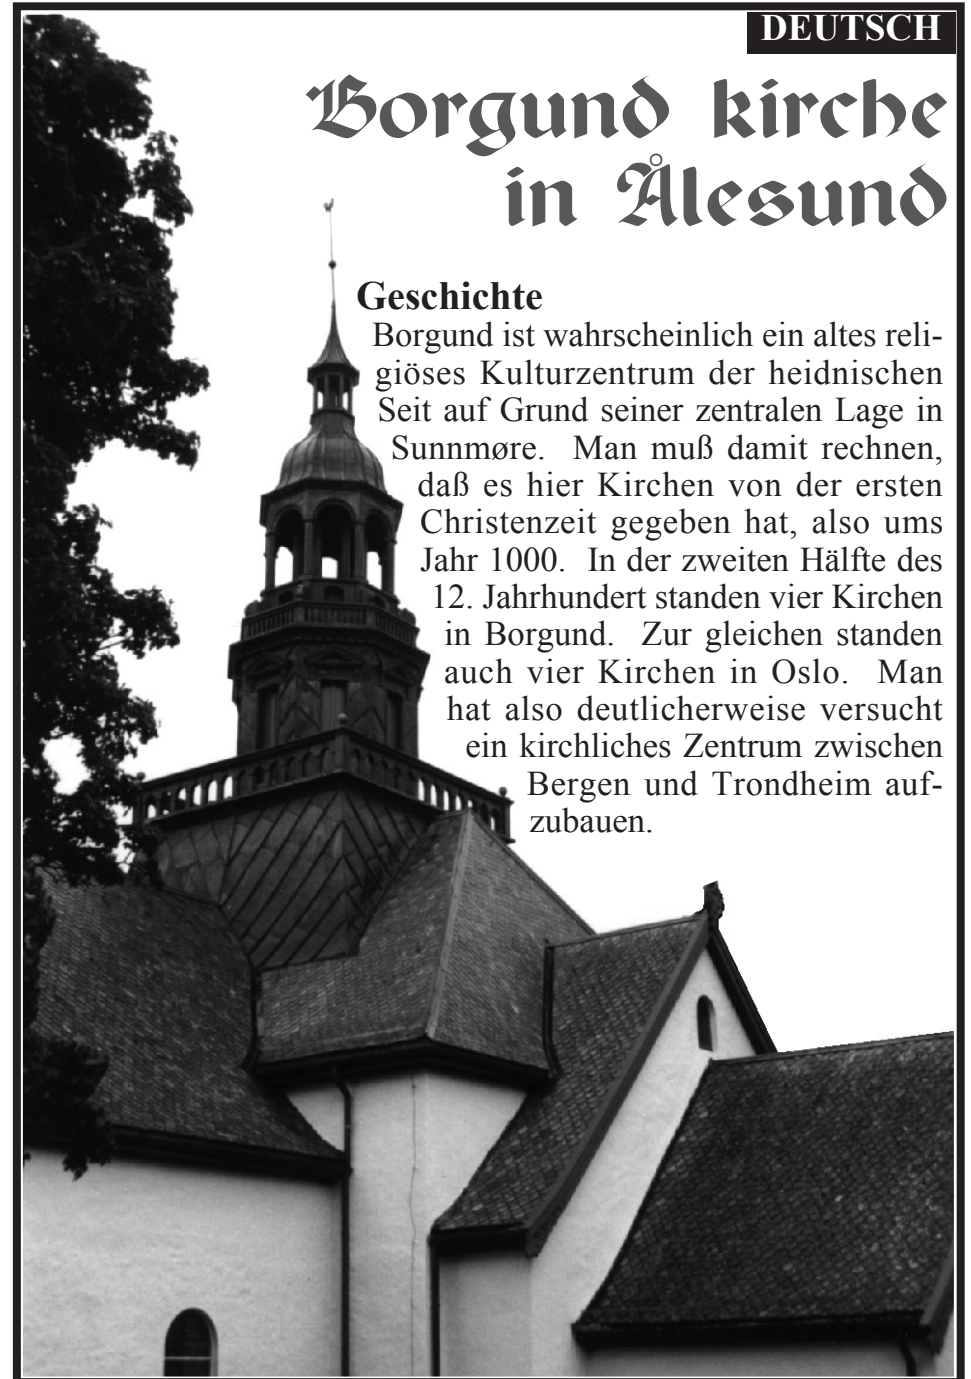 DEUTSCH
Borgund kirche
in Ålesund
Geschichte
Borgund ist wahrscheinlich ein altes reli-
giöses Kulturzentrum der heidnischen
Seit auf Grund seiner zentralen Lage in
Sunnmøre. Man muß damit rechnen,
daß es hier Kirchen von der ersten
Christenzeit gegeben hat, also ums
Jahr 1000. In der zweiten Hälfte des
12. Jahrhundert standen vier Kirchen
in Borgund. Zur gleichen standen
auch vier Kirchen in Oslo. Man
hat also deutlicherweise versucht
ein kirchliches Zentrum zwischen
Bergen und Trondheim auf-
zubauen.